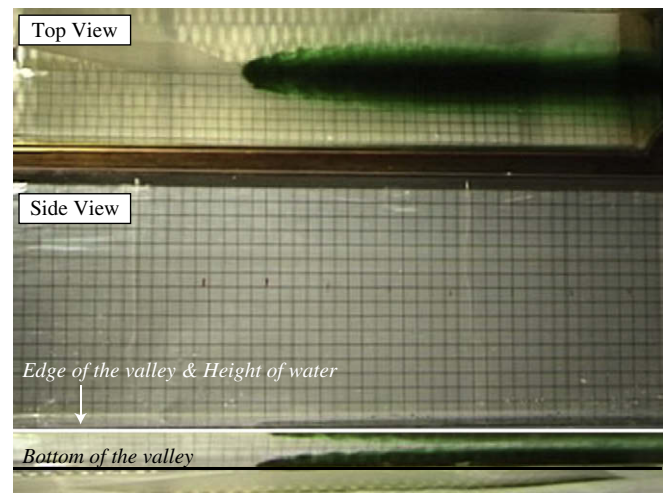 Top View
Side View
Edge of the valley & Height of water
Bottom of the valley